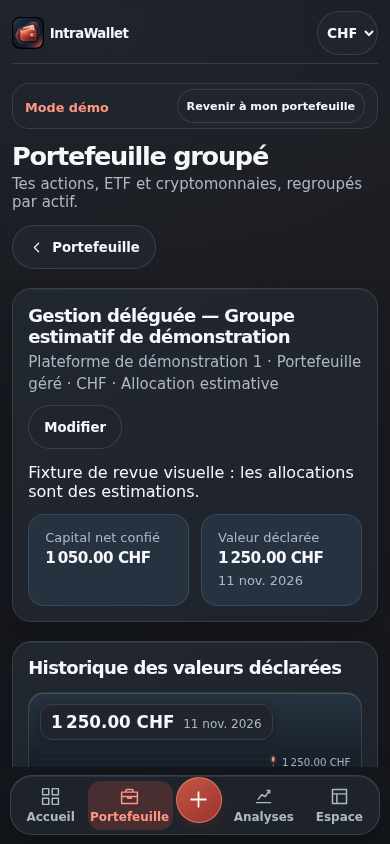 IntraWallet
CHF
Mode démo
Revenir à mon portefeuille
Portefeuille groupé
Tes actions, ETF et cryptomonnaies, regroupés
par actif.
Portefeuille
Gestion déléguée — Groupe
estimatif de démonstration
Plateforme de démonstration 1 · Portefeuille
géré · CHF · Allocation estimative
Modifier
Fixture de revue visuelle : les allocations
sont des estimations.
Capital net confié
1 050.00 CHF
Valeur déclarée
1 250.00 CHF
11 nov. 2026
Historique des valeurs déclarées
1 250.00 CHF 11 nov. 2026
1 250.00 CHF
Accueil
Portefeuille
Analyses
Espace